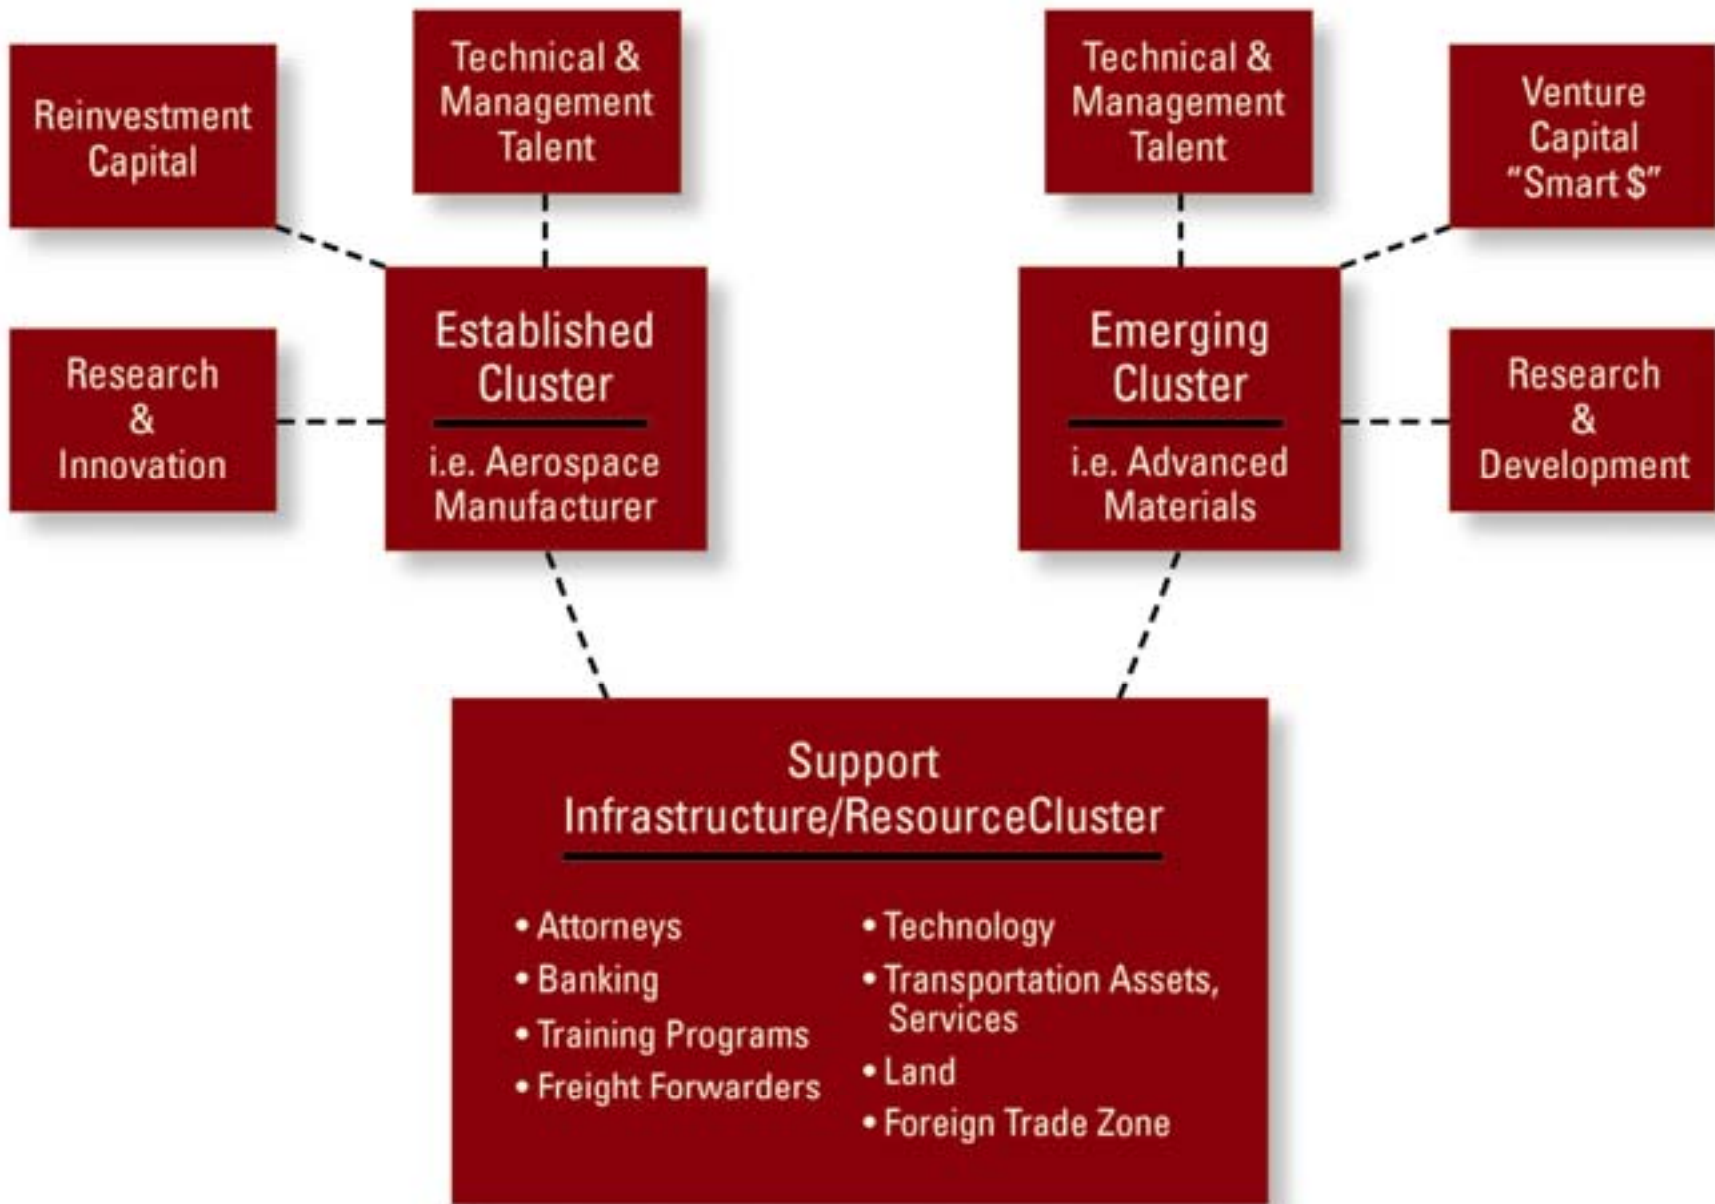 Reinvestment
Capital
Technical &
Management
Talent
Technical &
Management
Talent
Venture
Capital
“Smart $”
Research
&
Innovation
Established
Cluster
i.e. Aerospace
Manufacturer
Emerging
Cluster
i.e. Advanced
Materials
Research
&
Development
Support
Infrastructure/ResourceCluster
• Attorneys
• Banking
• Training Programs
• Freight Forwarders
• Technology
• Transportation Assets,
Services
• Land
• Foreign Trade Zone